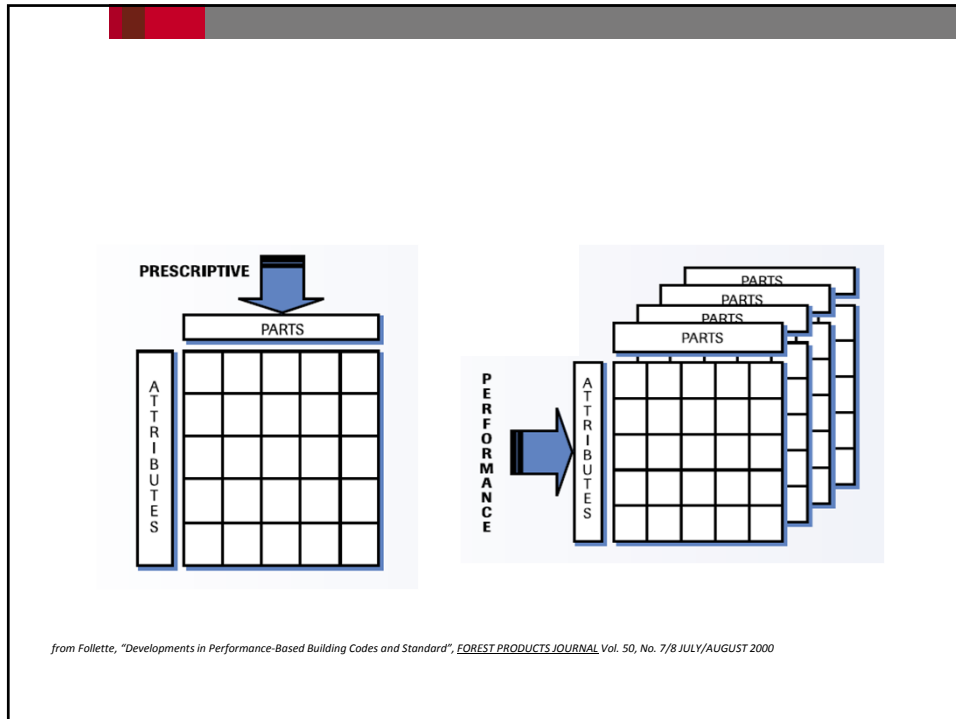 PRESCRIPTIVE
PARTS
ATTRIBUTES
PARTS
PARTS
PARTS
PARTS
PERFORMANCE
ATTRIBUTES
from Follette, "Developments in Performance-Based Building Codes and Standard", FOREST PRODUCTS JOURNAL Vol. 50, No. 7/8 JULY/AUGUST 2000